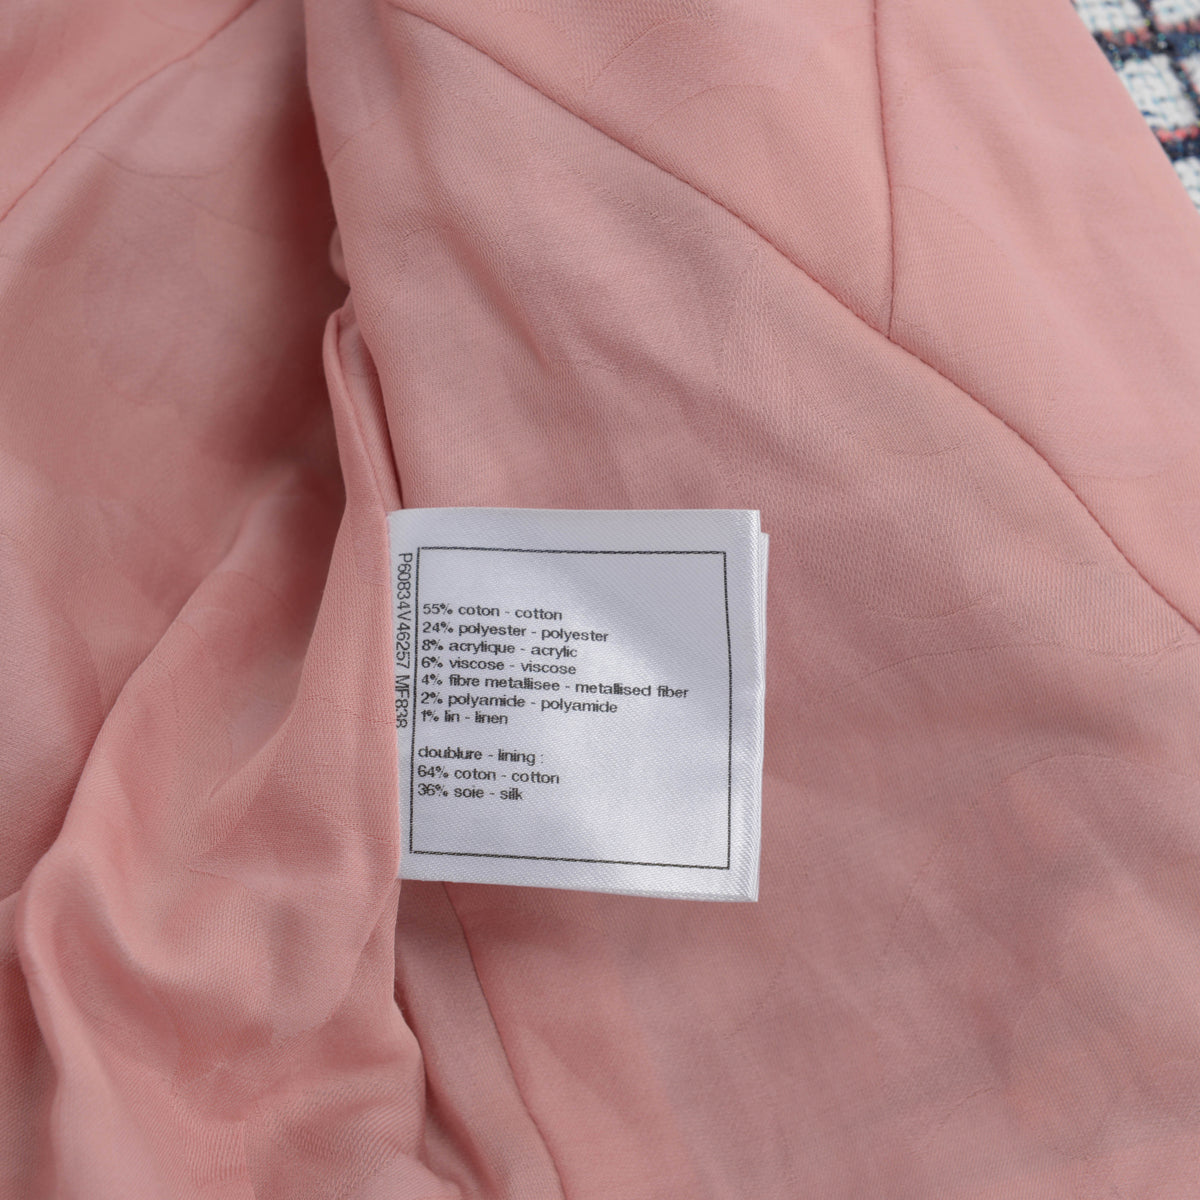 P60834V46257 MF838
55% coton - cotton
24% polyester - polyester
8% acrylique - acrylic
6% viscose - viscose
4% fibre metallisee - metallised fiber
2% polyamide - polyamide
1% lin - linen
doublure - lining :
64% coton - cotton
36% soie - silk